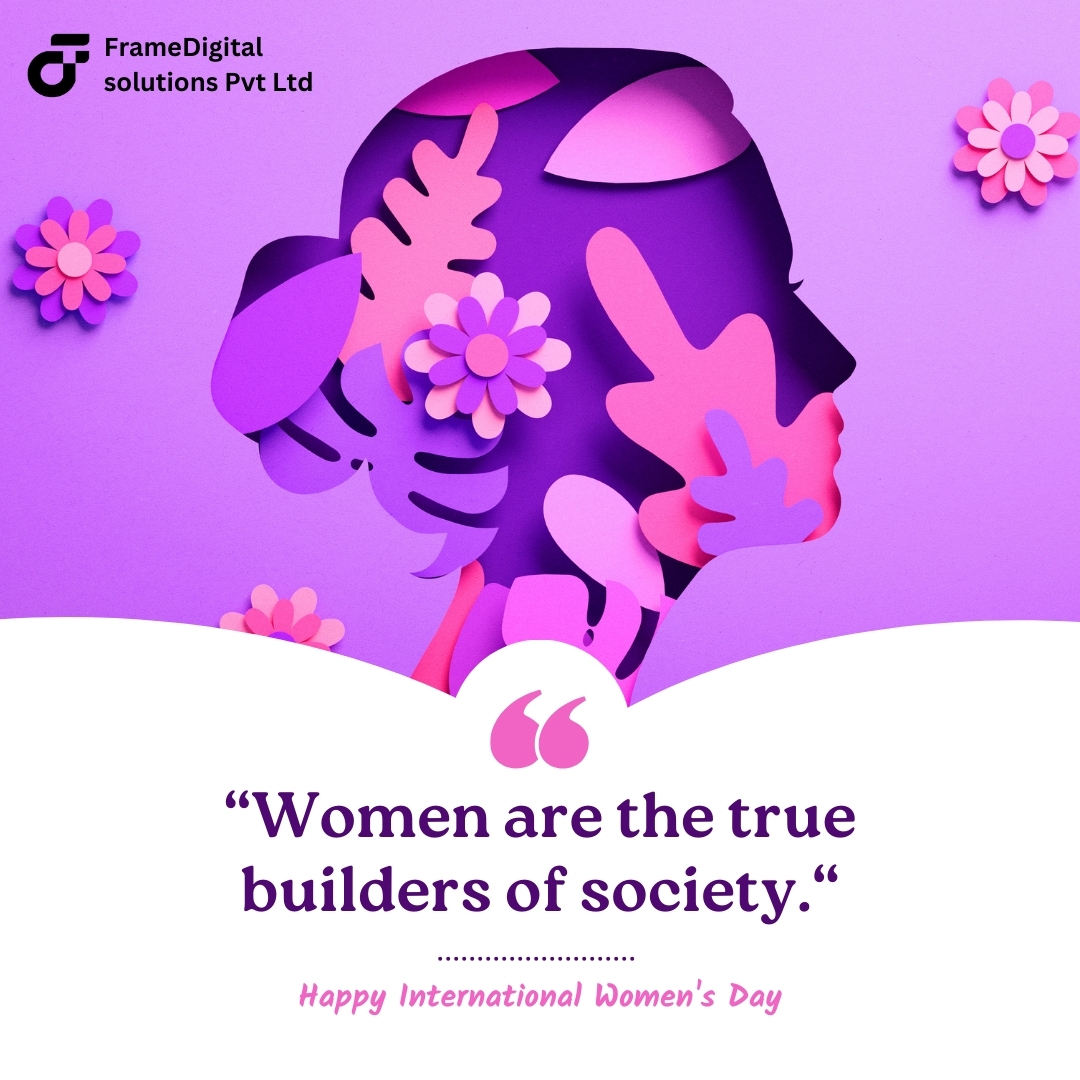 FrameDigital
solutions Pvt Ltd
“Women are the true
builders of society.“
Happy International Women's Day